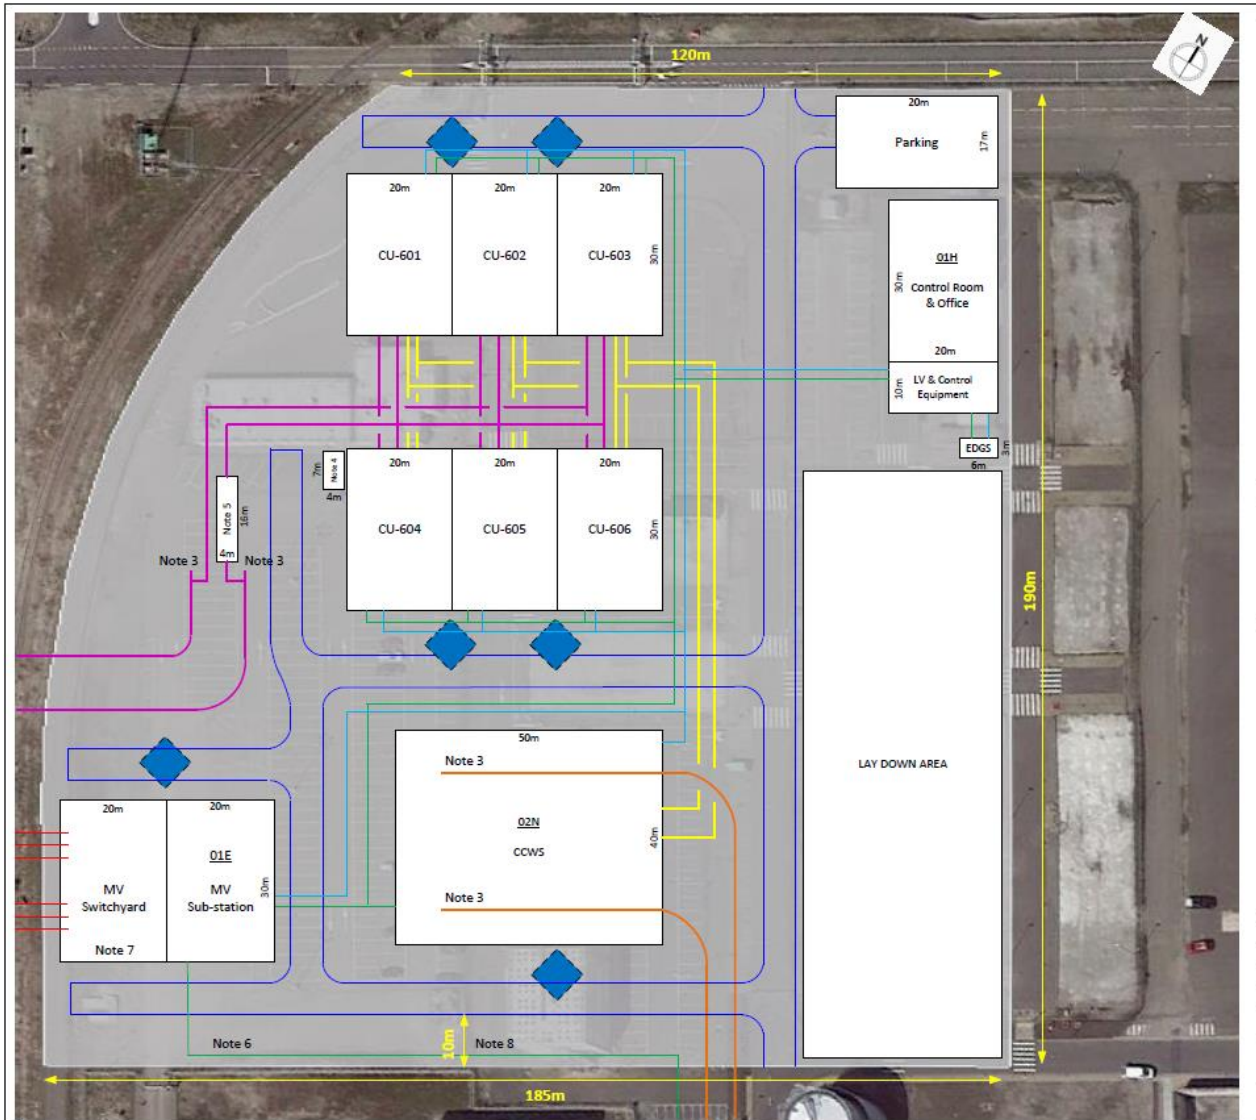 N
120m
20m
Parking
17m
20m
20m
20m
CU-601
CU-602
CU-603
30m
01H
Control Room
& Office
30m
20m
LV & Control
Equipment
10m
EDGS
3m
6m
20m
20m
20m
CU-604
CU-605
CU-606
30m
7m
Note 4
4m
Note 5
16m
4m
Note 3
Note 3
190m
LAY DOWN AREA
50m
Note 3
02N
CCWS
40m
Note 3
20m
20m
01E
MV
Switchyard
MV
Sub-station
30m
Note 7
Note 6
10m
Note 8
185m